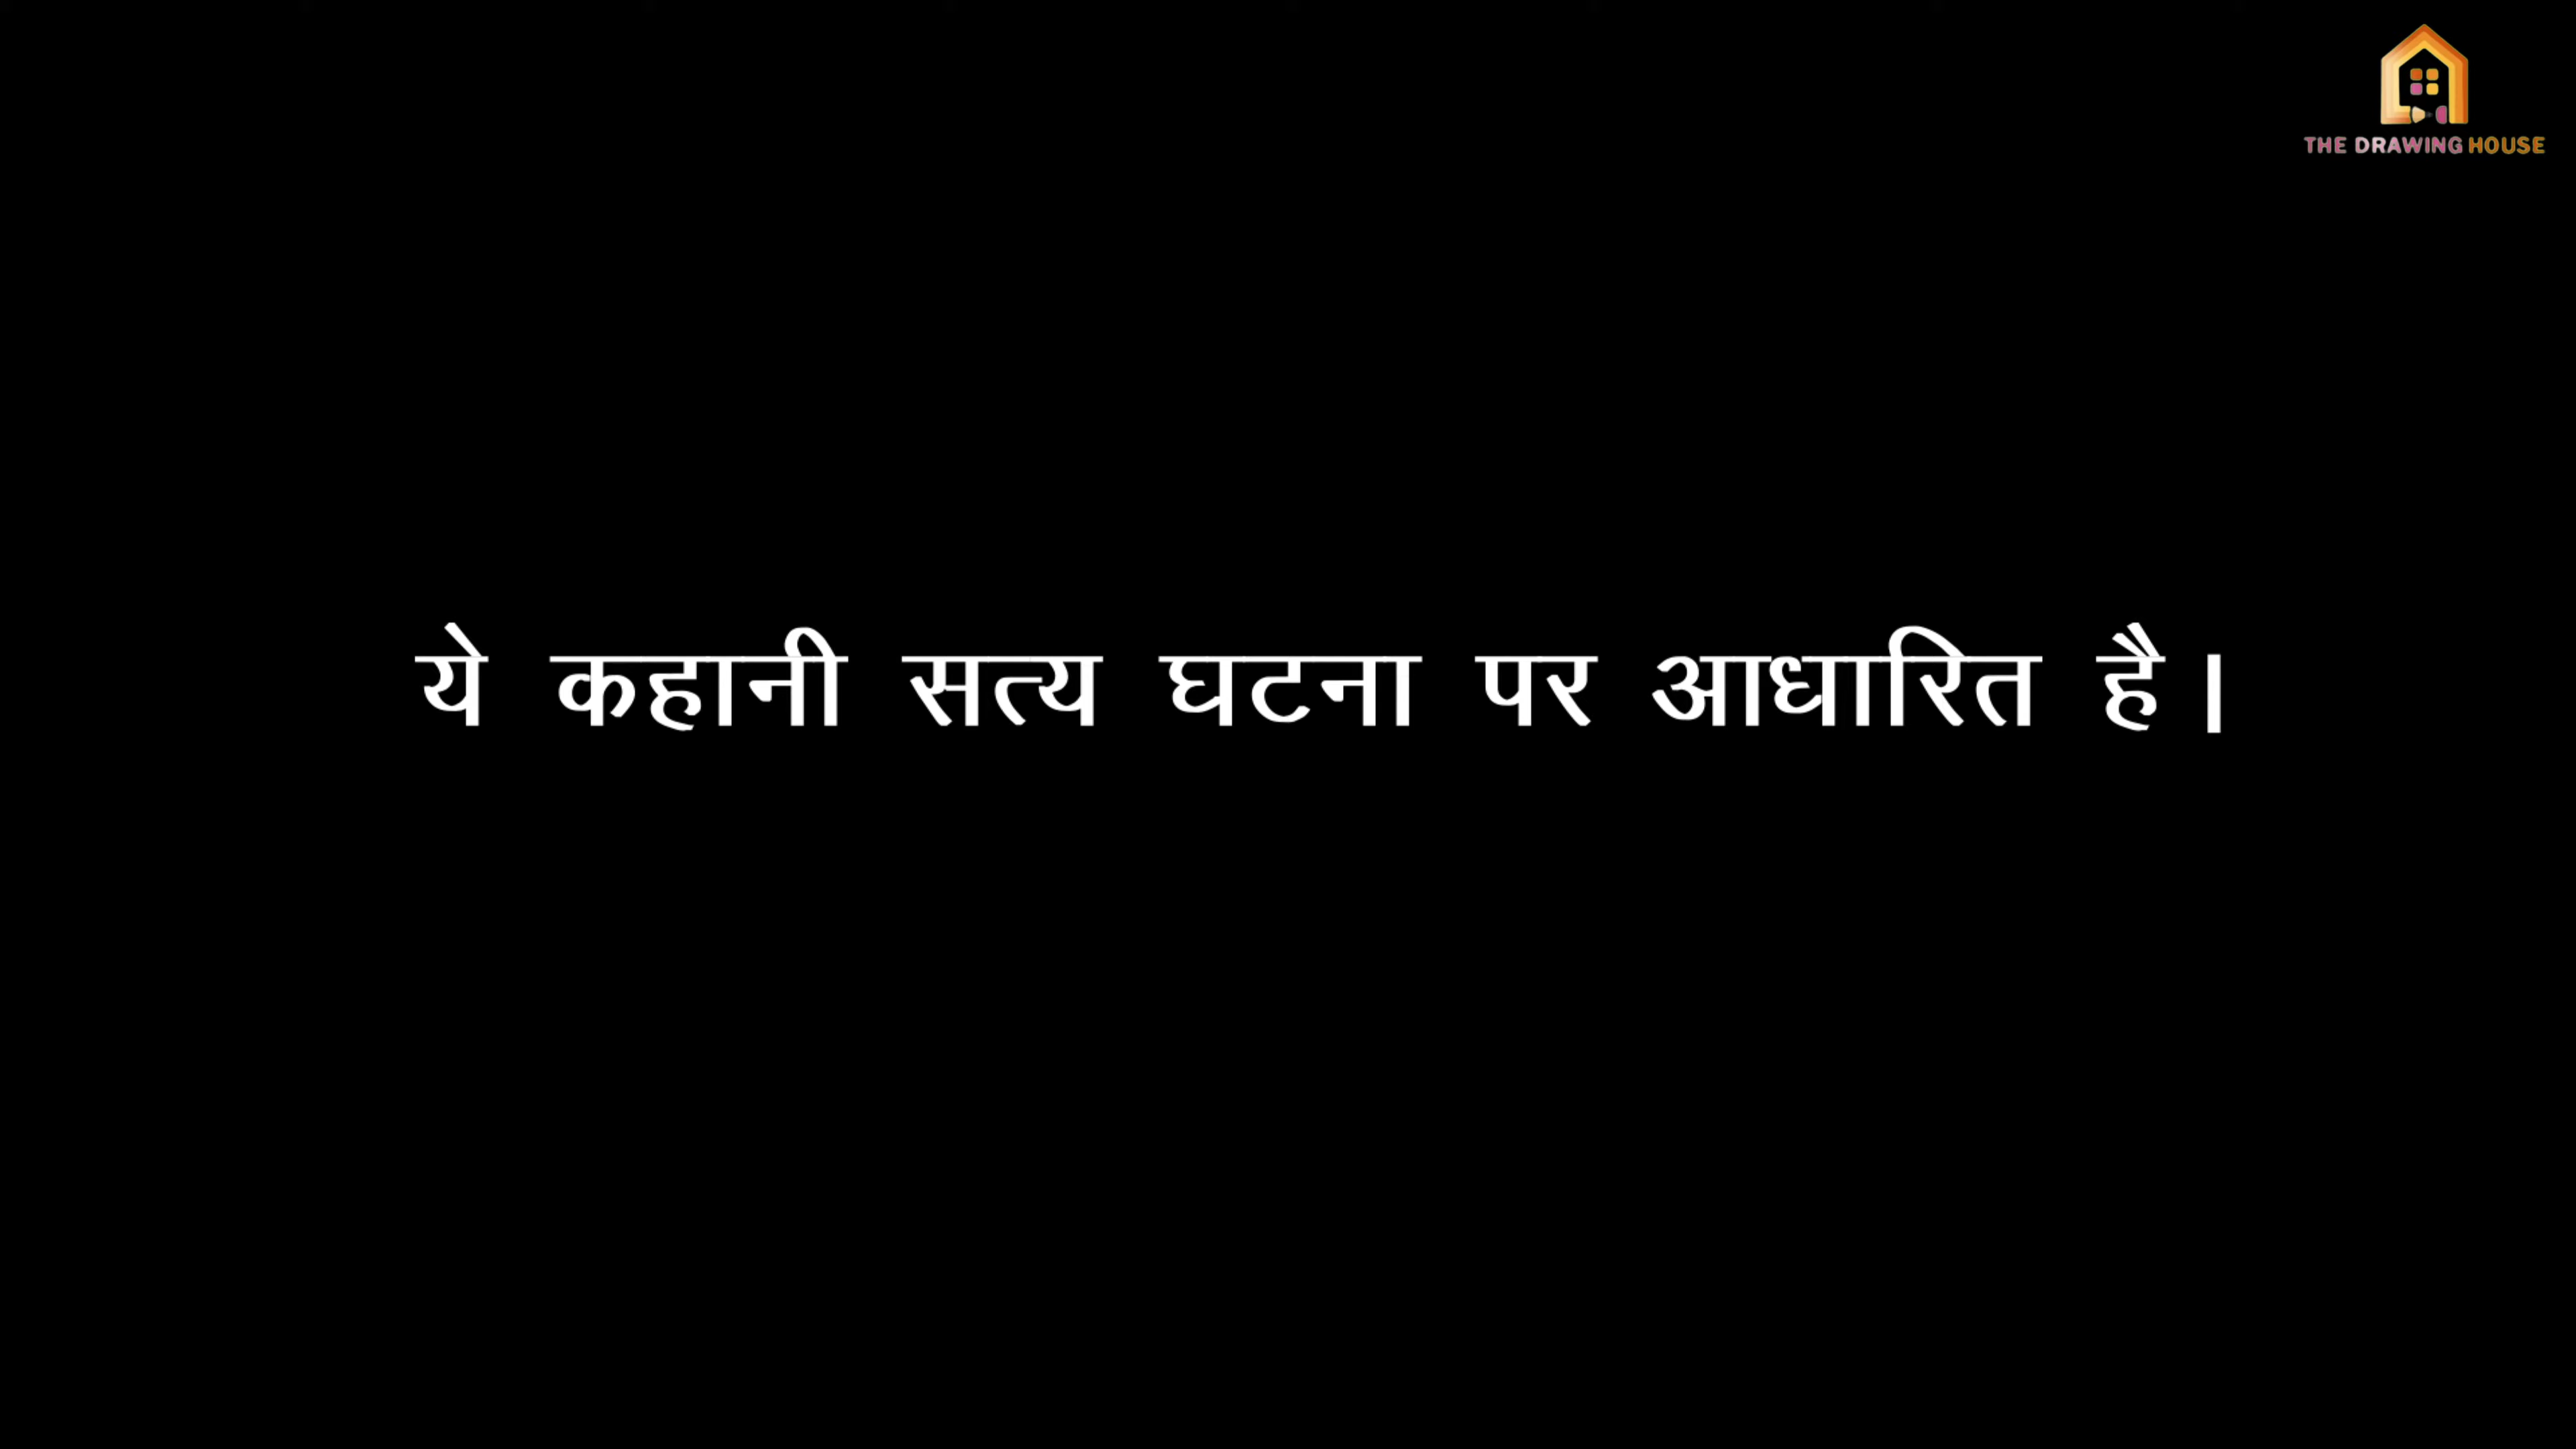 THE DRAWING HOUSE
ये कहानी सत्य घटना पर आधारित है।